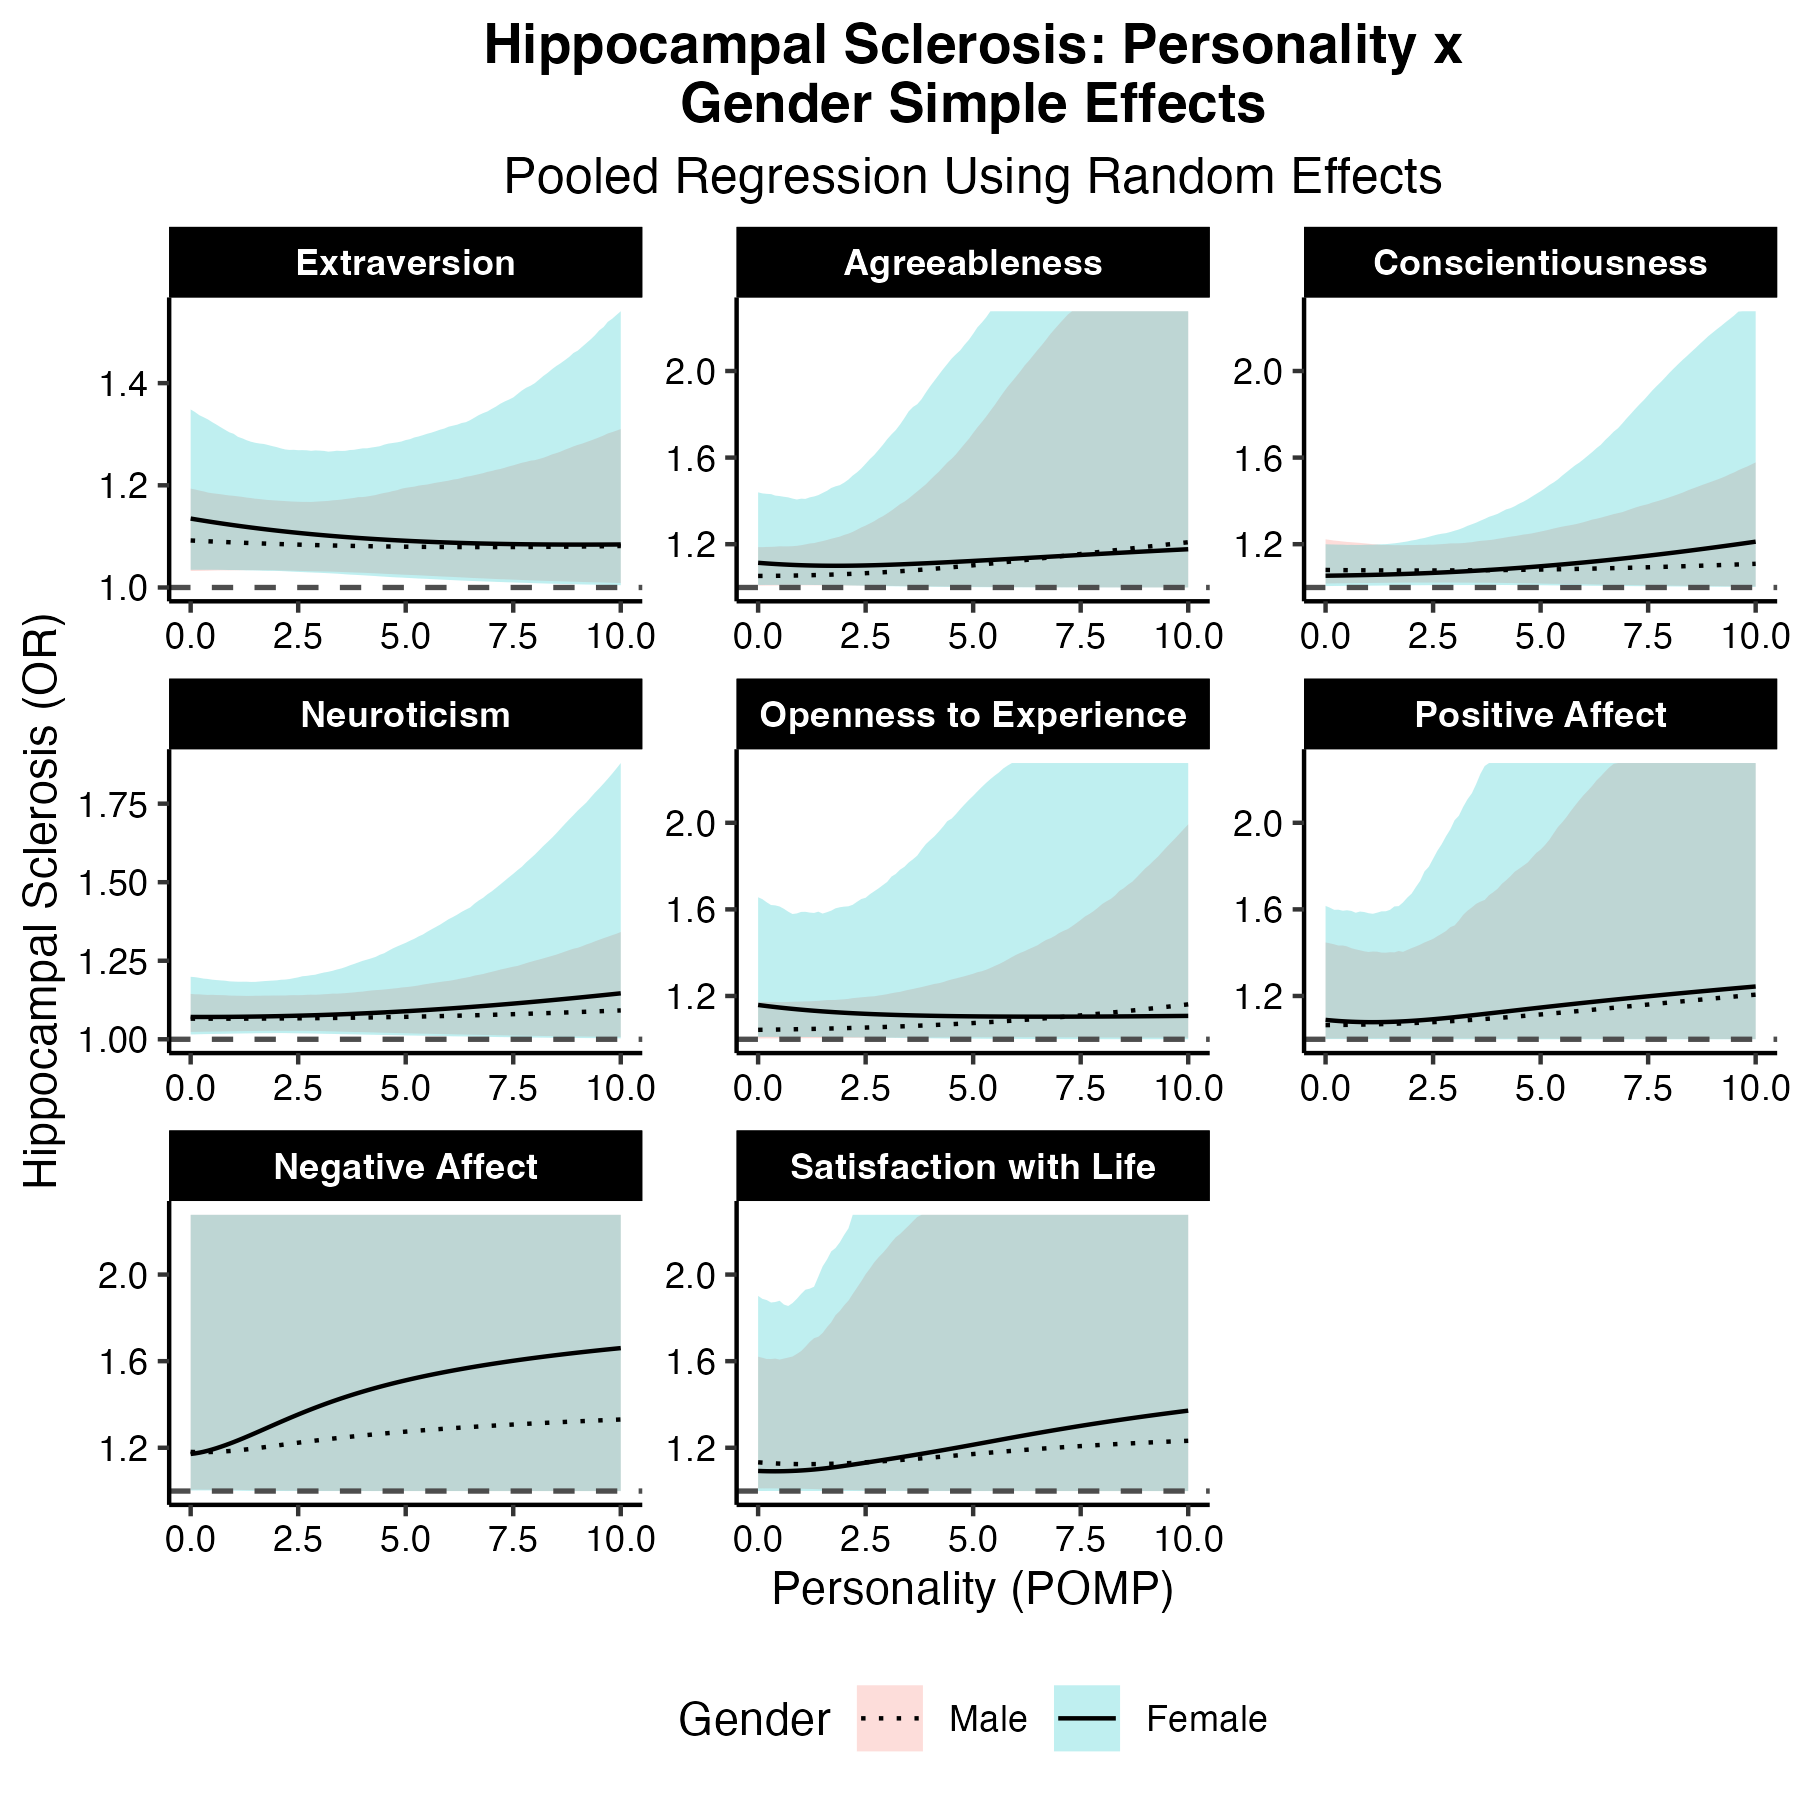 Hippocampal Sclerosis: Personality x
Gender Simple Effects
Pooled Regression Using Random Effects
Extraversion
Agreeableness
Conscientiousness
1.4
1.2
1.0
2.0
1.6
1.2
2.0
1.6
1.2
0.0 2.5 5.0 7.5 10.0
0.0 2.5 5.0 7.5 10.0
0.0 2.5 5.0 7.5 10.0
Hippocampal Sclerosis (OR)
Neuroticism
Openness to Experience
Positive Affect
1.75
1.50
1.25
1.00
2.0
1.6
1.2
2.0
1.6
1.2
0.0 2.5 5.0 7.5 10.0
0.0 2.5 5.0 7.5 10.0
0.0 2.5 5.0 7.5 10.0
Negative Affect
Satisfaction with Life
2.0
1.6
1.2
2.0
1.6
1.2
0.0 2.5 5.0 7.5 10.0
0.0 2.5 5.0 7.5 10.0
Personality (POMP)
Gender Male Female